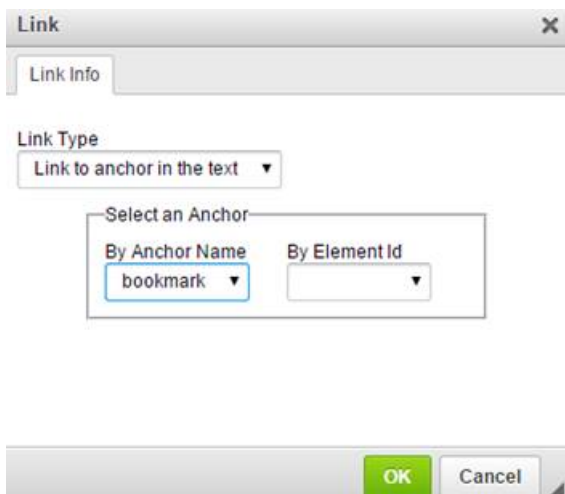 Link
Link Info
Link Type
Link to anchor in the text
Select an Anchor
By Anchor Name By Element Id
bookmark
OK Cancel